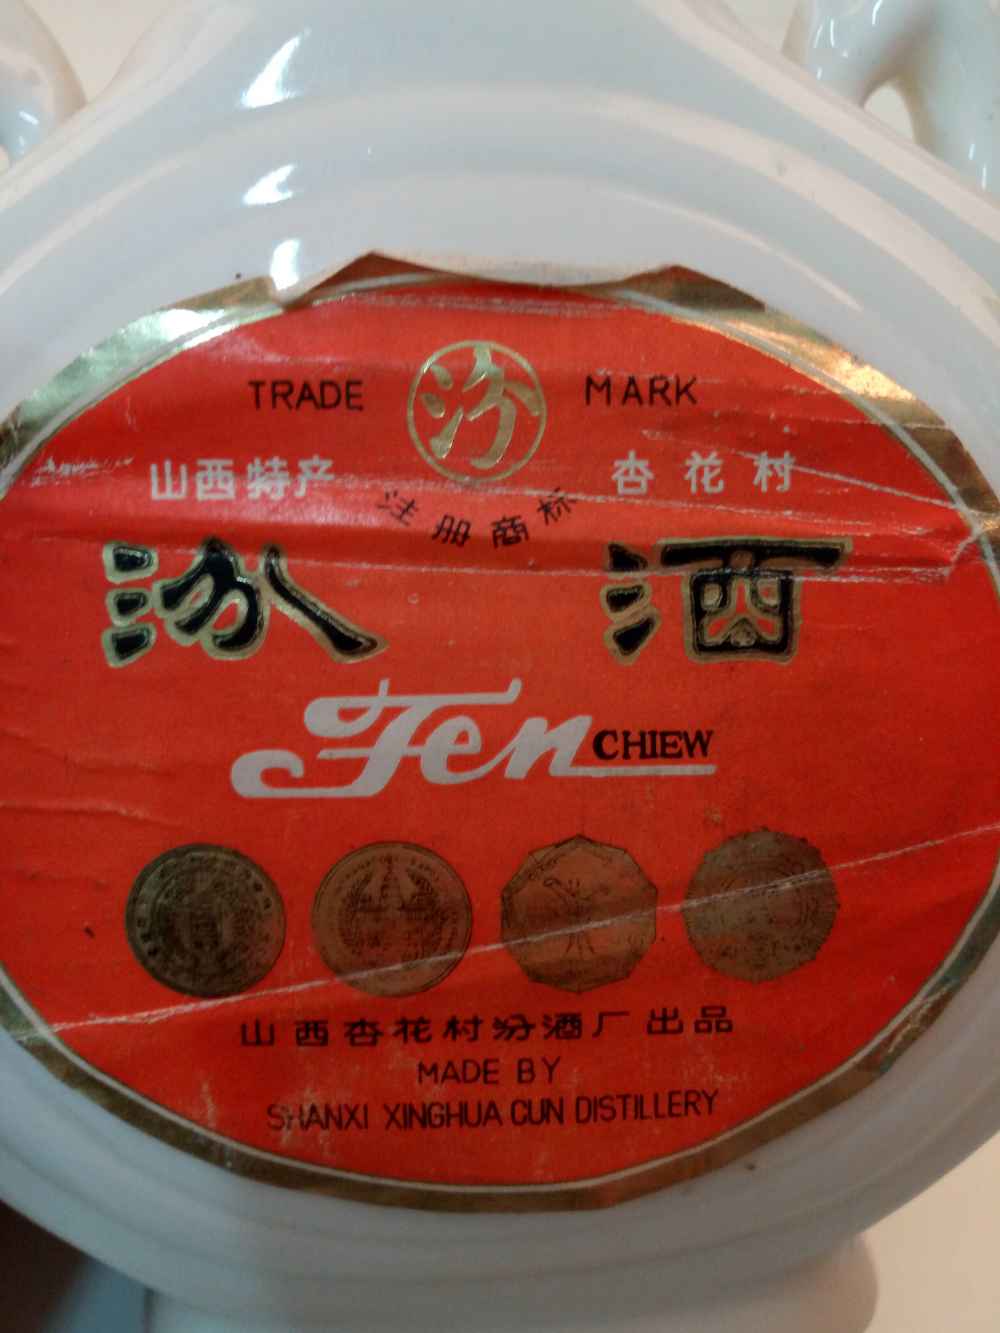 TRADE 汾 MARK
山西特产 杏花村
注册商标
汾酒
Fen CHIEW
山西杏花村汾酒厂出品
MADE BY
SHANXI XINGHUA CUN DISTILLERY